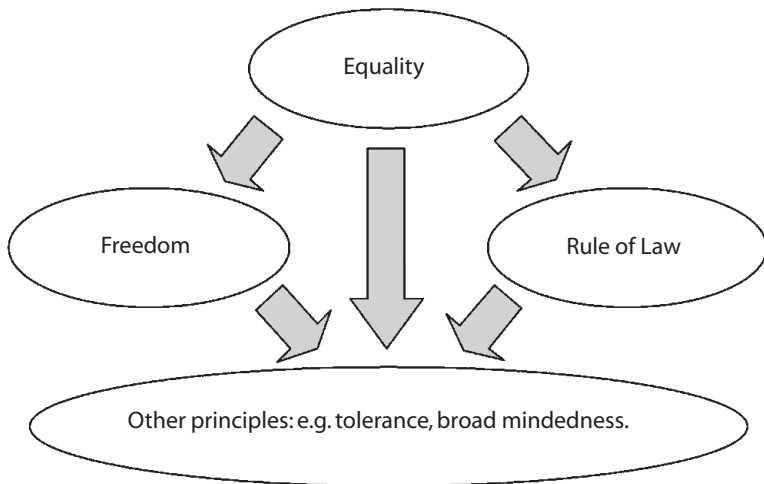 Equality
Freedom
Rule of Law
Other principles: e.g. tolerance, broad mindedness.